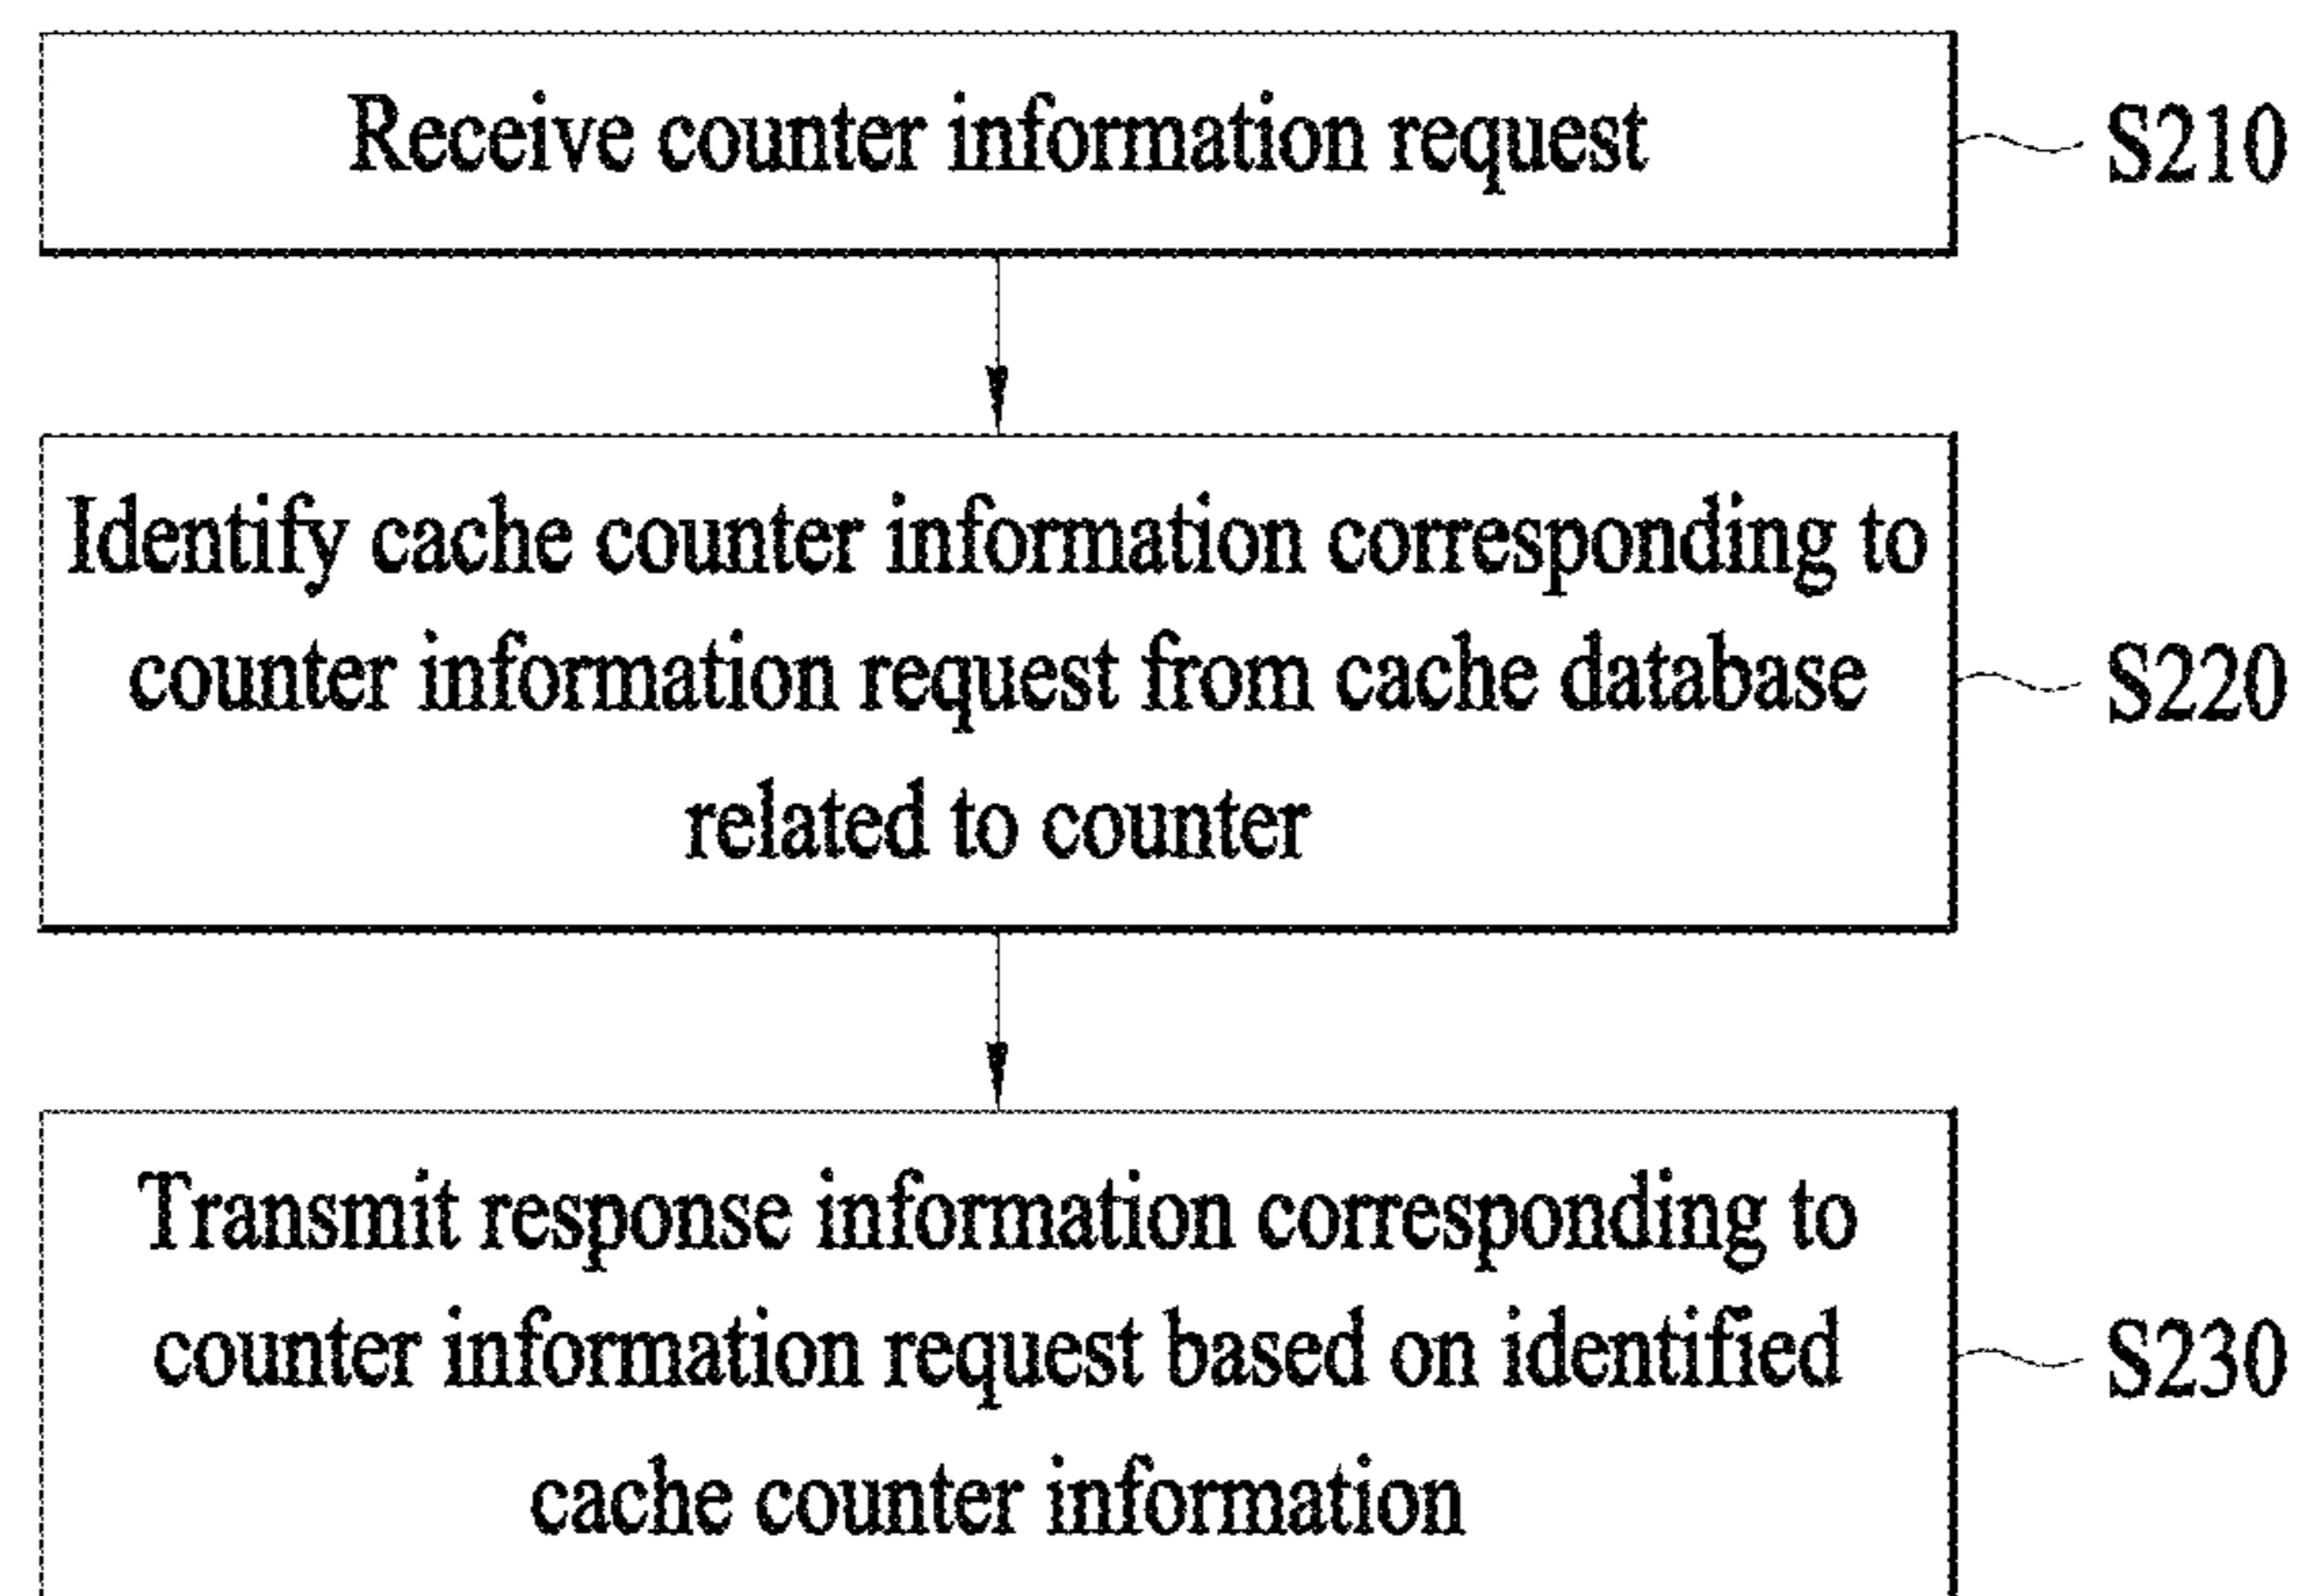 Receive counter information request
S210
Identify cache counter information corresponding to
counter information request from cache database
related to counter
S220
Transmit response information corresponding to
counter information request based on identified
cache counter information
S230